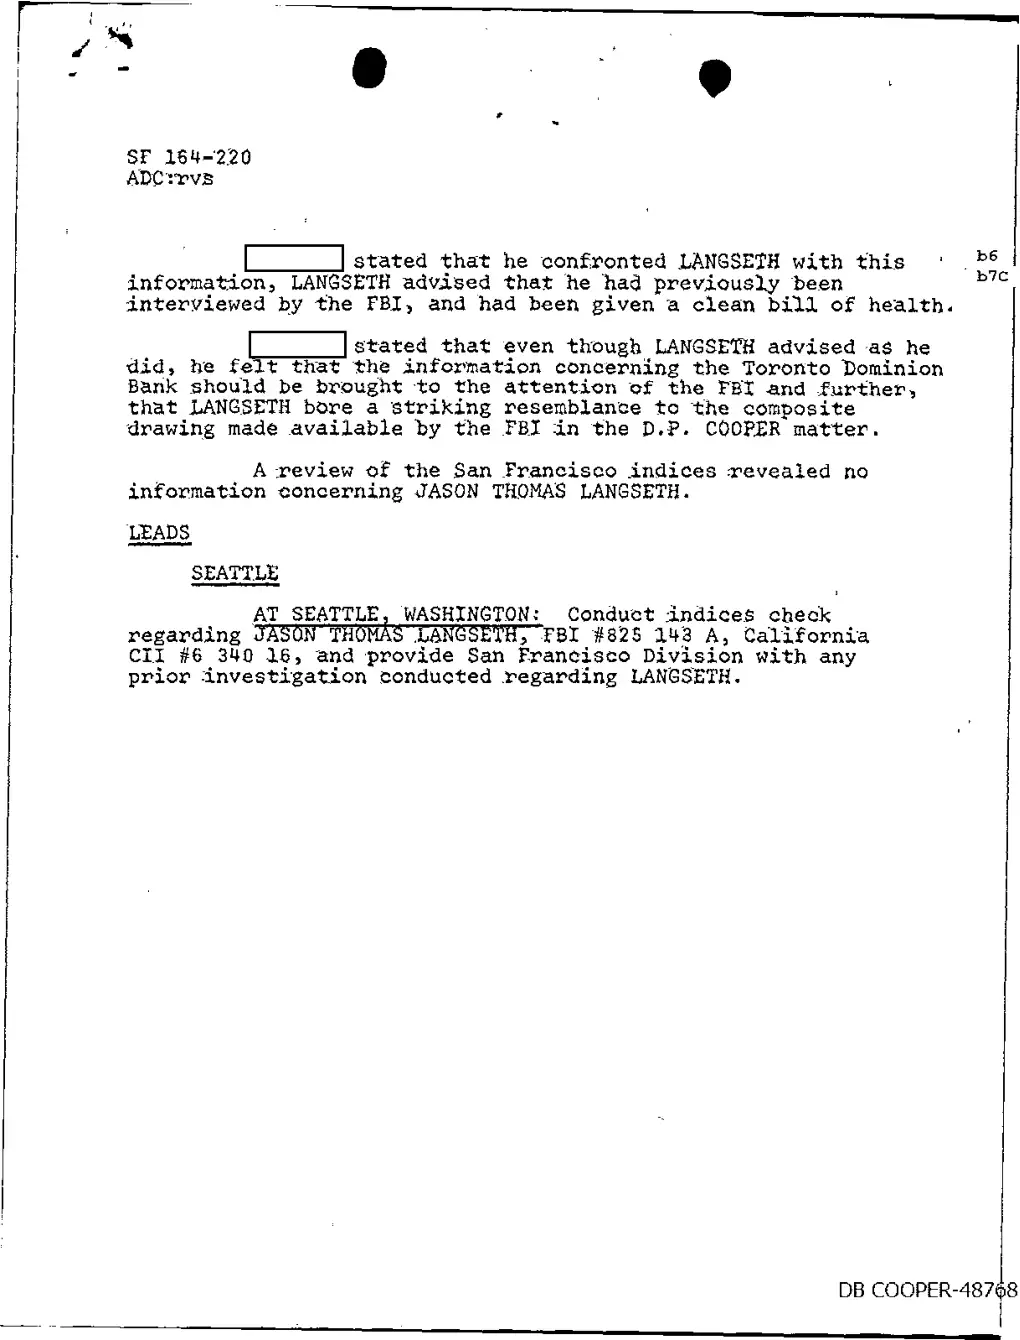 SF 164-220
ADC:rvs
stated that he confronted LANGSETH with this b6
information, LANGSETH advised that he had previously been b7C
interviewed by the FBI, and had been given a clean bill of health.
stated that even though LANGSETH advised as he
did, he felt that the information concerning the Toronto Dominion
Bank should be brought to the attention of the FBI and further,
that LANGSETH bore a striking resemblance to the composite
drawing made available by the FBI in the D.P. COOPER matter.
A review of the San Francisco indices revealed no
information concerning JASON THOMAS LANGSETH.
LEADS
SEATTLE
AT SEATTLE, WASHINGTON: Conduct indices check
regarding JASON THOMAS LANGSETH, FBI #825 143 A, California
CII #6 340 16, and provide San Francisco Division with any
prior investigation conducted regarding LANGSETH.
DB COOPER-48768